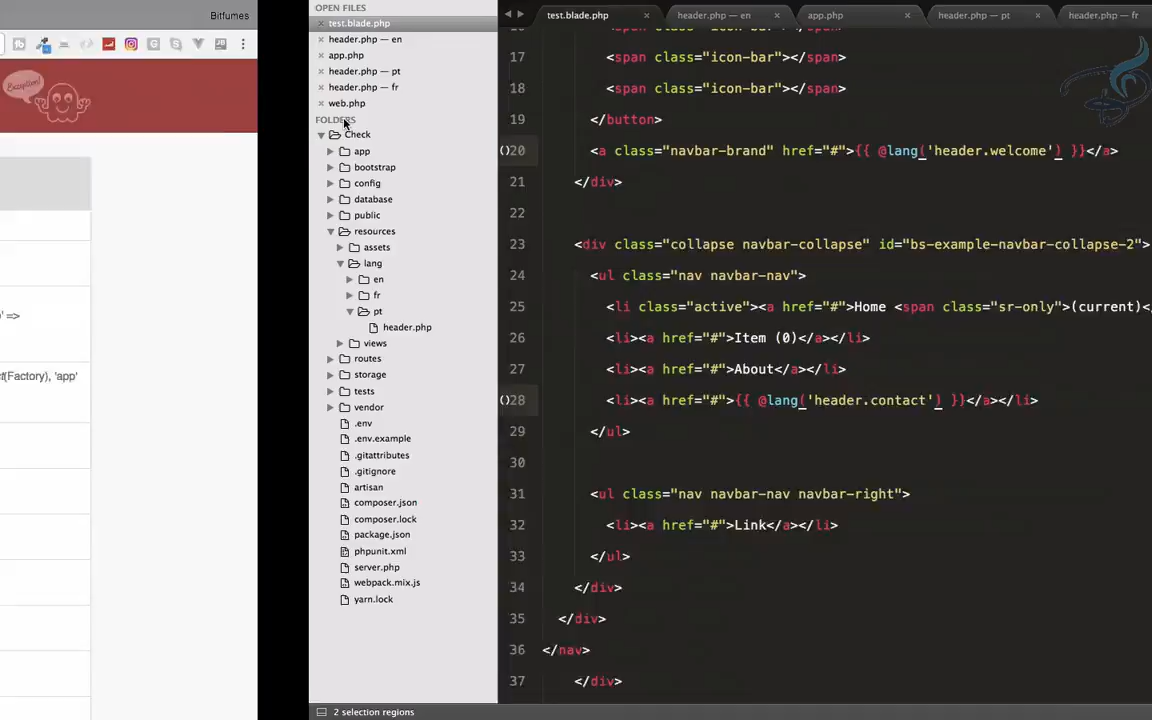 Bitfumes
Bezeption!
' =>
(Factory), 'app'
OPEN FILES
test.blade.php
header.php — en
app.php
header.php — pt
header.php — fr
web.php
FOLDERS
Check
app
bootstrap
config
database
public
resources
assets
lang
en
fr
pt
header.php
views
routes
storage
tests
vendor
.env
.env.example
.gitattributes
.gitignore
artisan
composer.json
composer.lock
package.json
phpunit.xml
server.php
webpack.mix.js
yarn.lock
test.blade.php
header.php — en
app.php
header.php — pt
header.php — fr
17 <span class="icon-bar"></span>
18 <span class="icon-bar"></span>
19 </button>
20 <a class="navbar-brand" href="#">{{ @lang('header.welcome') }}</a>
21 </div>
22
23 <div class="collapse navbar-collapse" id="bs-example-navbar-collapse-2">
24 <ul class="nav navbar-nav">
25 <li class="active"><a href="#">Home <span class="sr-only">(current)<
26 <li><a href="#">Item (0)</a></li>
27 <li><a href="#">About</a></li>
28 <li><a href="#">{{ @lang('header.contact') }}</a></li>
29 </ul>
30
31 <ul class="nav navbar-nav navbar-right">
32 <li><a href="#">Link</a></li>
33 </ul>
34 </div>
35 </div>
36 </nav>
37 </div>
2 selection regions